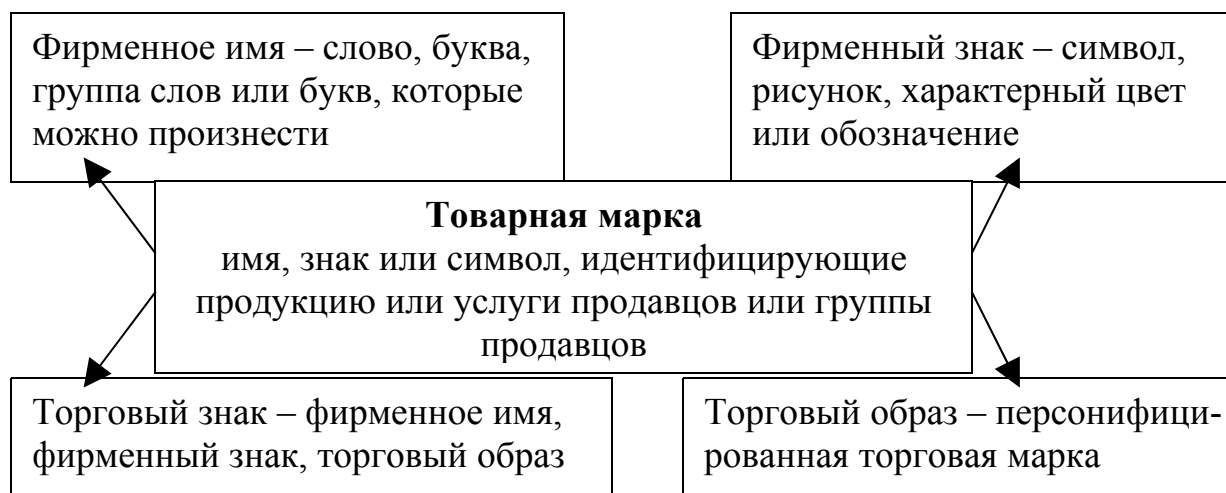 Фирменное имя – слово, буква,
группа слов или букв, которые
можно произнести
Фирменный знак – символ,
рисунок, характерный цвет
или обозначение
Товарная марка
имя, знак или символ, идентифицирующие
продукцию или услуги продавцов или группы
продавцов
Торговый знак – фирменное имя,
фирменный знак, торговый образ
Торговый образ – персонифици-
рованная торговая марка